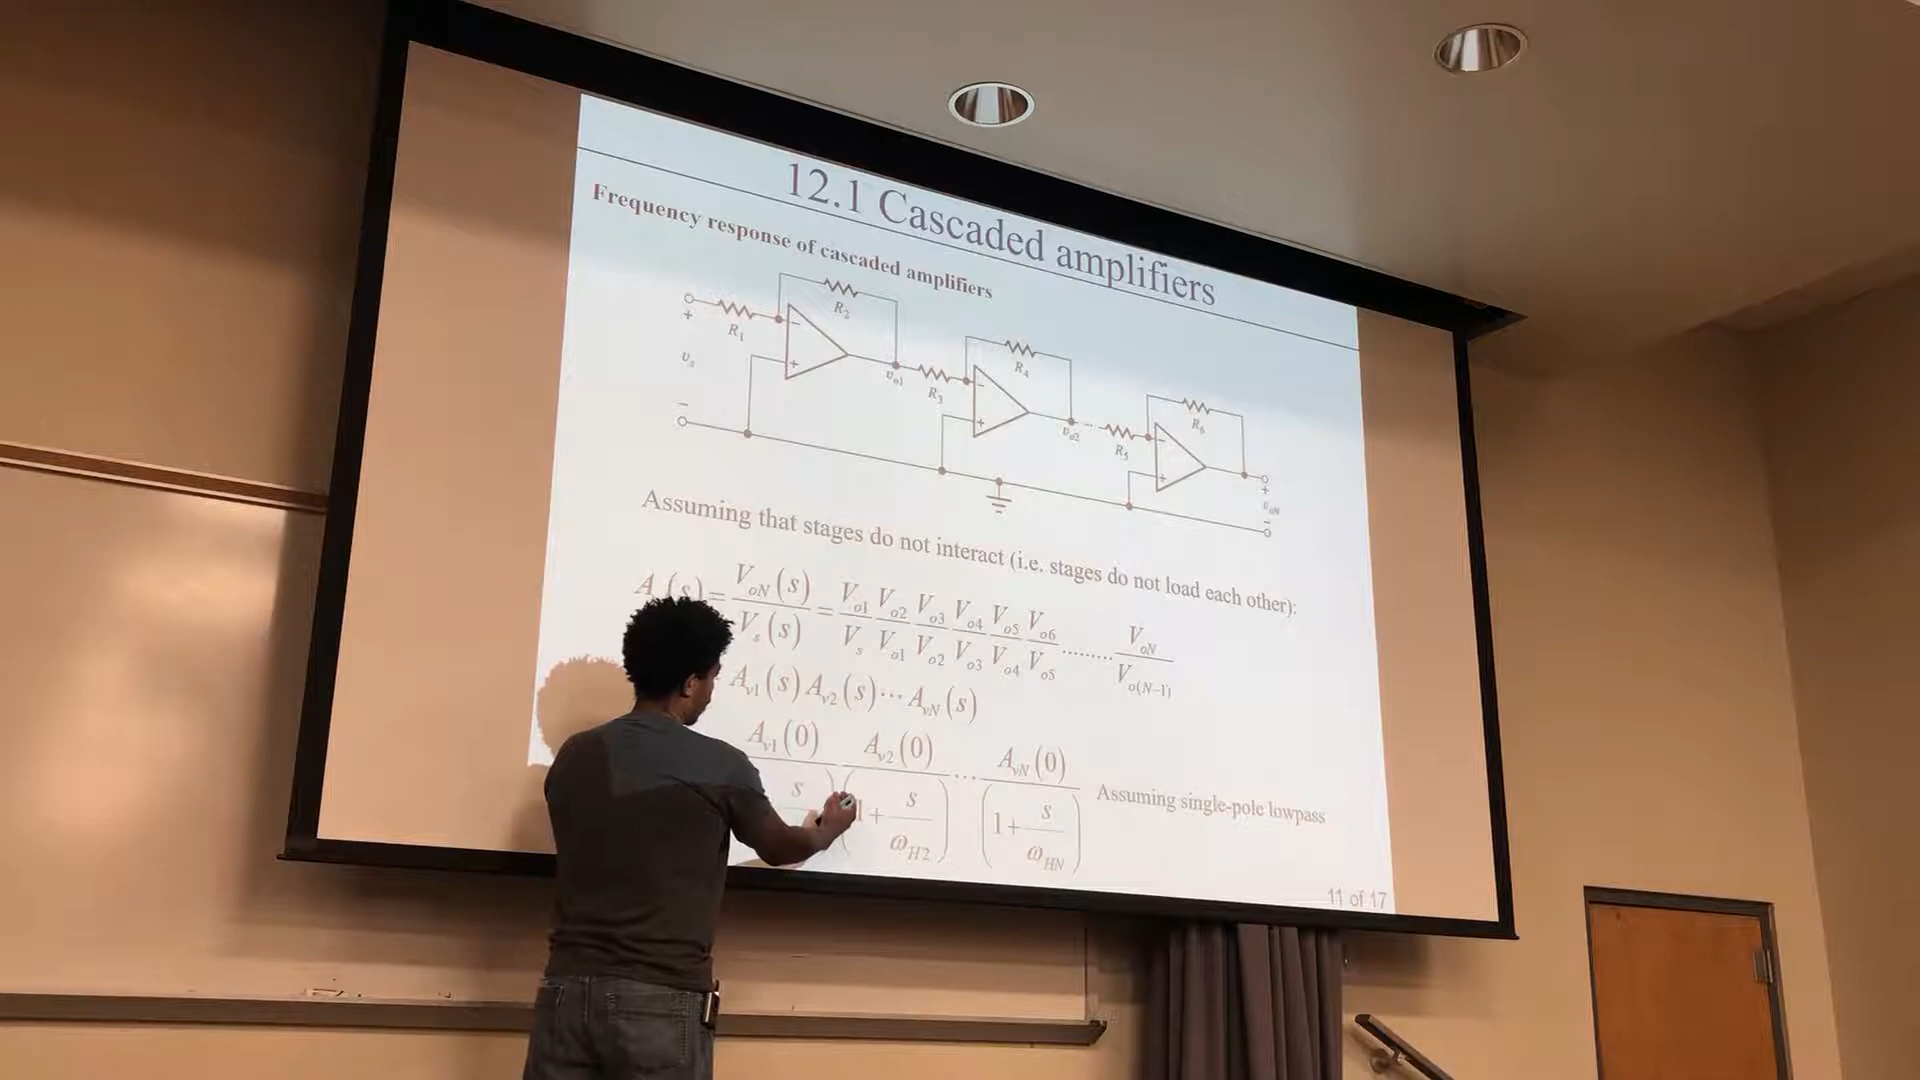 12.1 Cascaded amplifiers
Frequency response of cascaded amplifiers
R₂
R₁
+
−
+
vₛ
−
vₒ₁
R₃
R₄
−
+
vₒ₂
R₅
R₆
−
+
+
vₒN
−
Assuming that stages do not interact (i.e. stages do not load each other):
(s) = VₒN(s) / Vₛ(s) = Vₒ₁/Vₛ Vₒ₂/Vₒ₁ Vₒ₃/Vₒ₂ Vₒ₄/Vₒ₃ Vₒ₅/Vₒ₄ Vₒ₆/Vₒ₅ ......... VₒN/Vₒ(N−1)
Aᵥ₁(s) Aᵥ₂(s) ⋯ AᵥN(s)
Aᵥ₁(0) / s ) Aᵥ₂(0) / (1 + s/ωH2) ⋯ AᵥN(0) / (1 + s/ωHN) Assuming single-pole lowpass
11 of 17